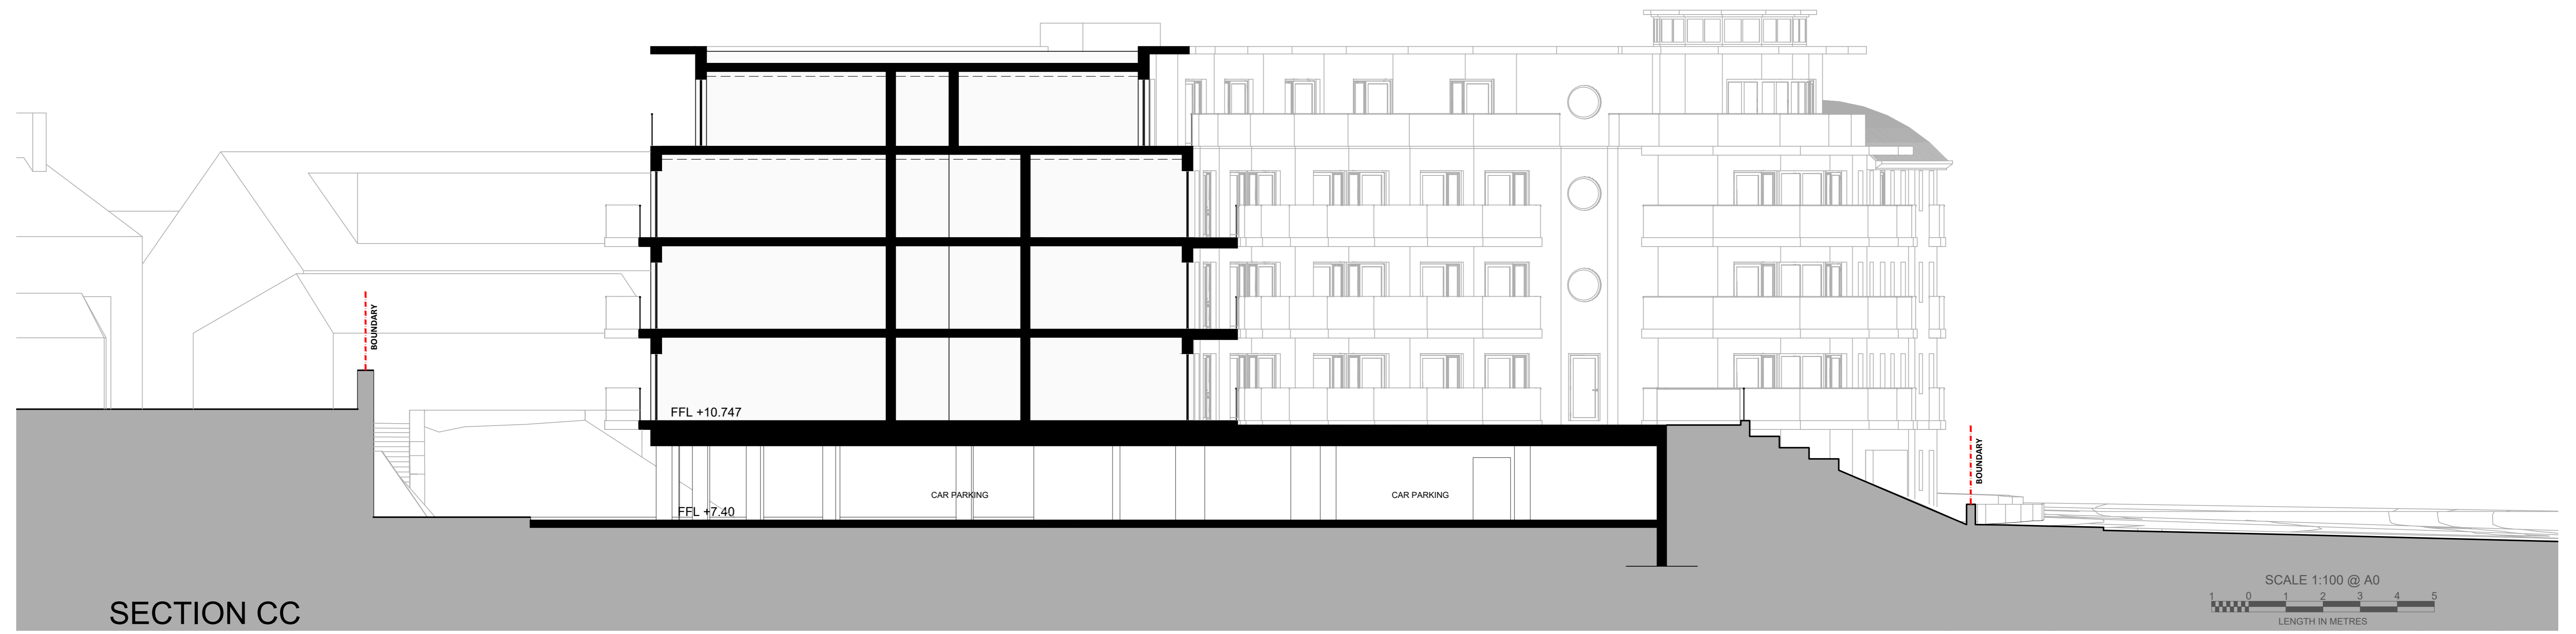 BOUNDARY
FFL +10.747
BOUNDARY
CAR PARKING
CAR PARKING
FFL +7.40
SECTION CC
SCALE 1:100 @ A0
1 0 1 2 3 4 5
LENGTH IN METRES